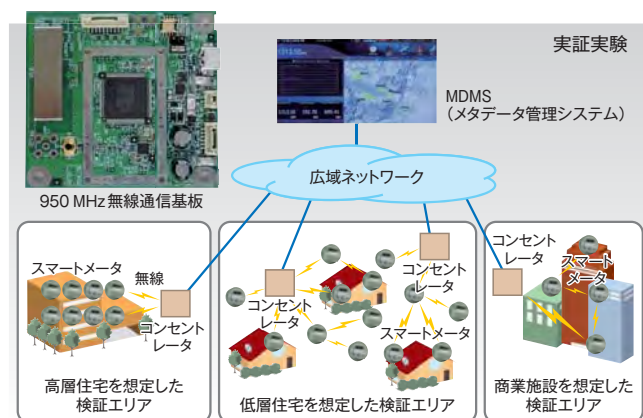 実証実験
MDMS
（メタデータ管理システム）
広域ネットワーク
950 MHz無線通信基板
スマートメータ
無線
コンセント
レータ
高層住宅を想定した
検証エリア
コンセント
レータ
コンセント
レータ
スマートメータ
低層住宅を想定した検証エリア
コンセント
レータ
スマート
メータ
商業施設を想定した
検証エリア